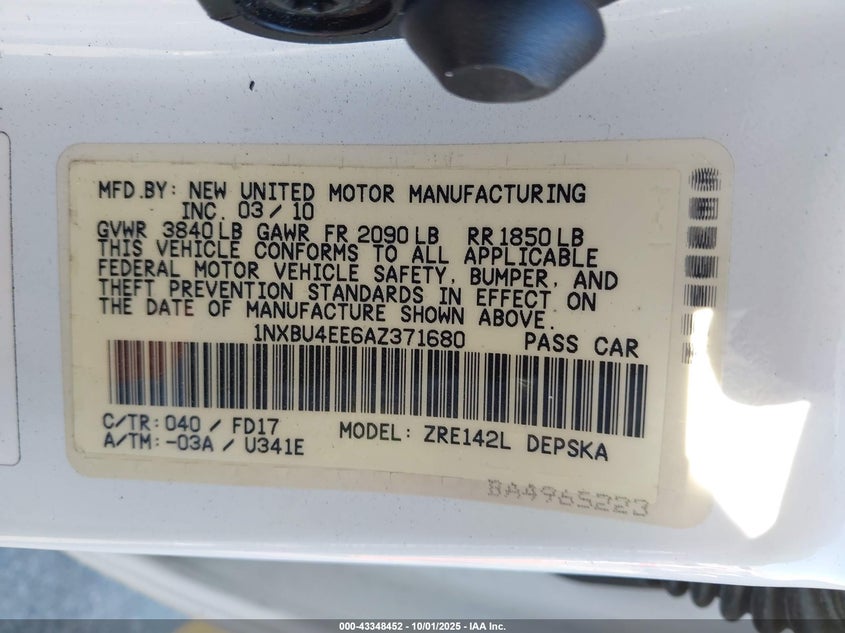 MFD.BY: NEW UNITED MOTOR MANUFACTURING
INC. 03/10
GVWR 3840LB GAWR FR 2090LB RR1850LB
THIS VEHICLE CONFORMS TO ALL APPLICABLE
FEDERAL MOTOR VEHICLE SAFETY, BUMPER, AND
THEFT PREVENTION STANDARDS IN EFFECT ON
THE DATE OF MANUFACTURE SHOWN ABOVE.
1NXBU4EE6AZ371680 PASS CAR
C/TR: 040 / FD17
A/TM: -03A / U341E MODEL: ZRE142L DEPSKA
BA4965223
000-43348452 | 10/01/2025 | IAA Inc.